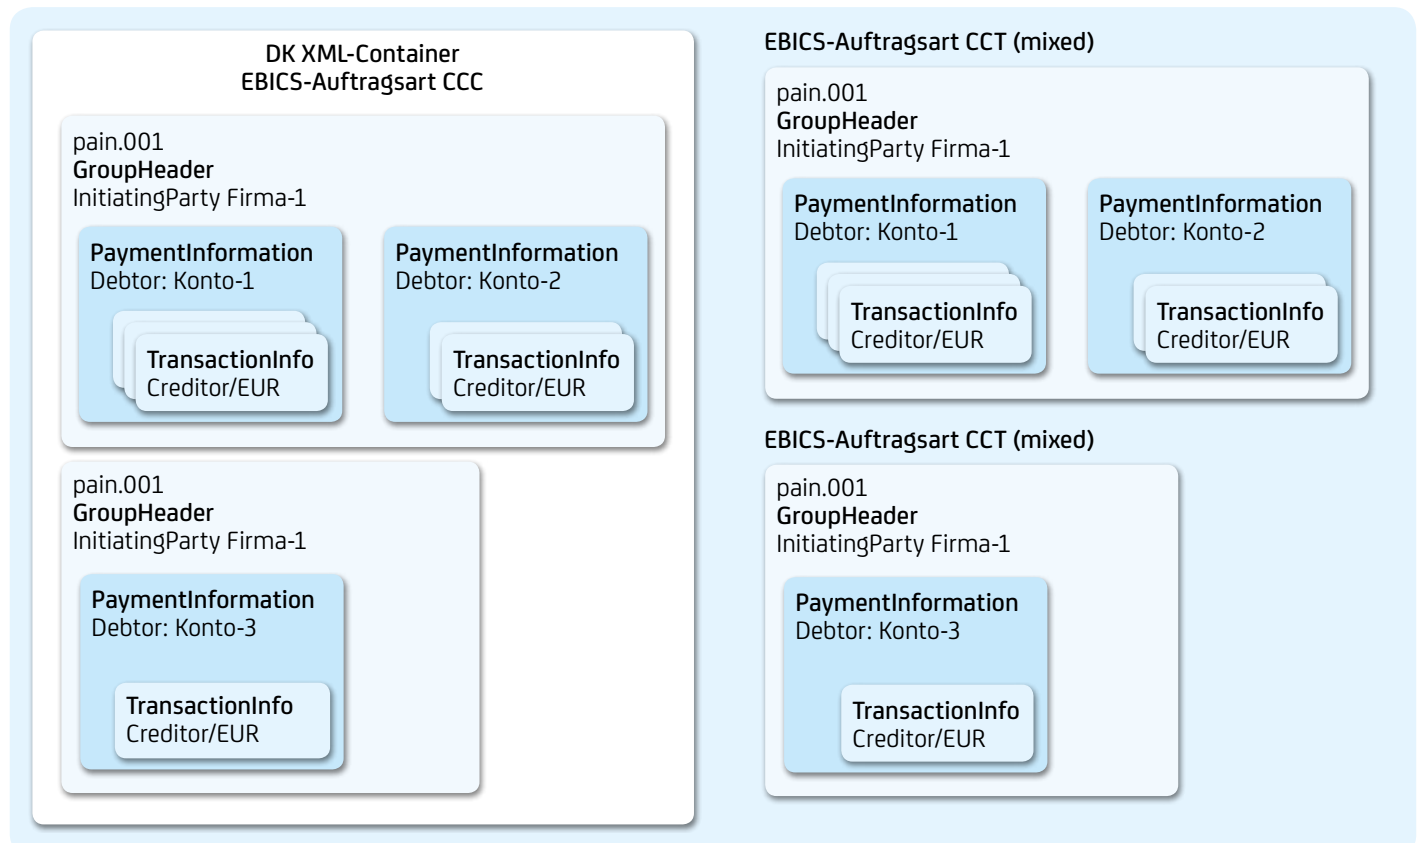 DK XML-Container
EBICS-Auftragsart CCC
pain.001
GroupHeader
InitiatingParty Firma-1
PaymentInformation
Debtor: Konto-1
TransactionInfo
Creditor/EUR
PaymentInformation
Debtor: Konto-2
TransactionInfo
Creditor/EUR
pain.001
GroupHeader
InitiatingParty Firma-1
PaymentInformation
Debtor: Konto-3
TransactionInfo
Creditor/EUR
EBICS-Auftragsart CCT (mixed)
pain.001
GroupHeader
InitiatingParty Firma-1
PaymentInformation
Debtor: Konto-1
TransactionInfo
Creditor/EUR
PaymentInformation
Debtor: Konto-2
TransactionInfo
Creditor/EUR
EBICS-Auftragsart CCT (mixed)
pain.001
GroupHeader
InitiatingParty Firma-1
PaymentInformation
Debtor: Konto-3
TransactionInfo
Creditor/EUR